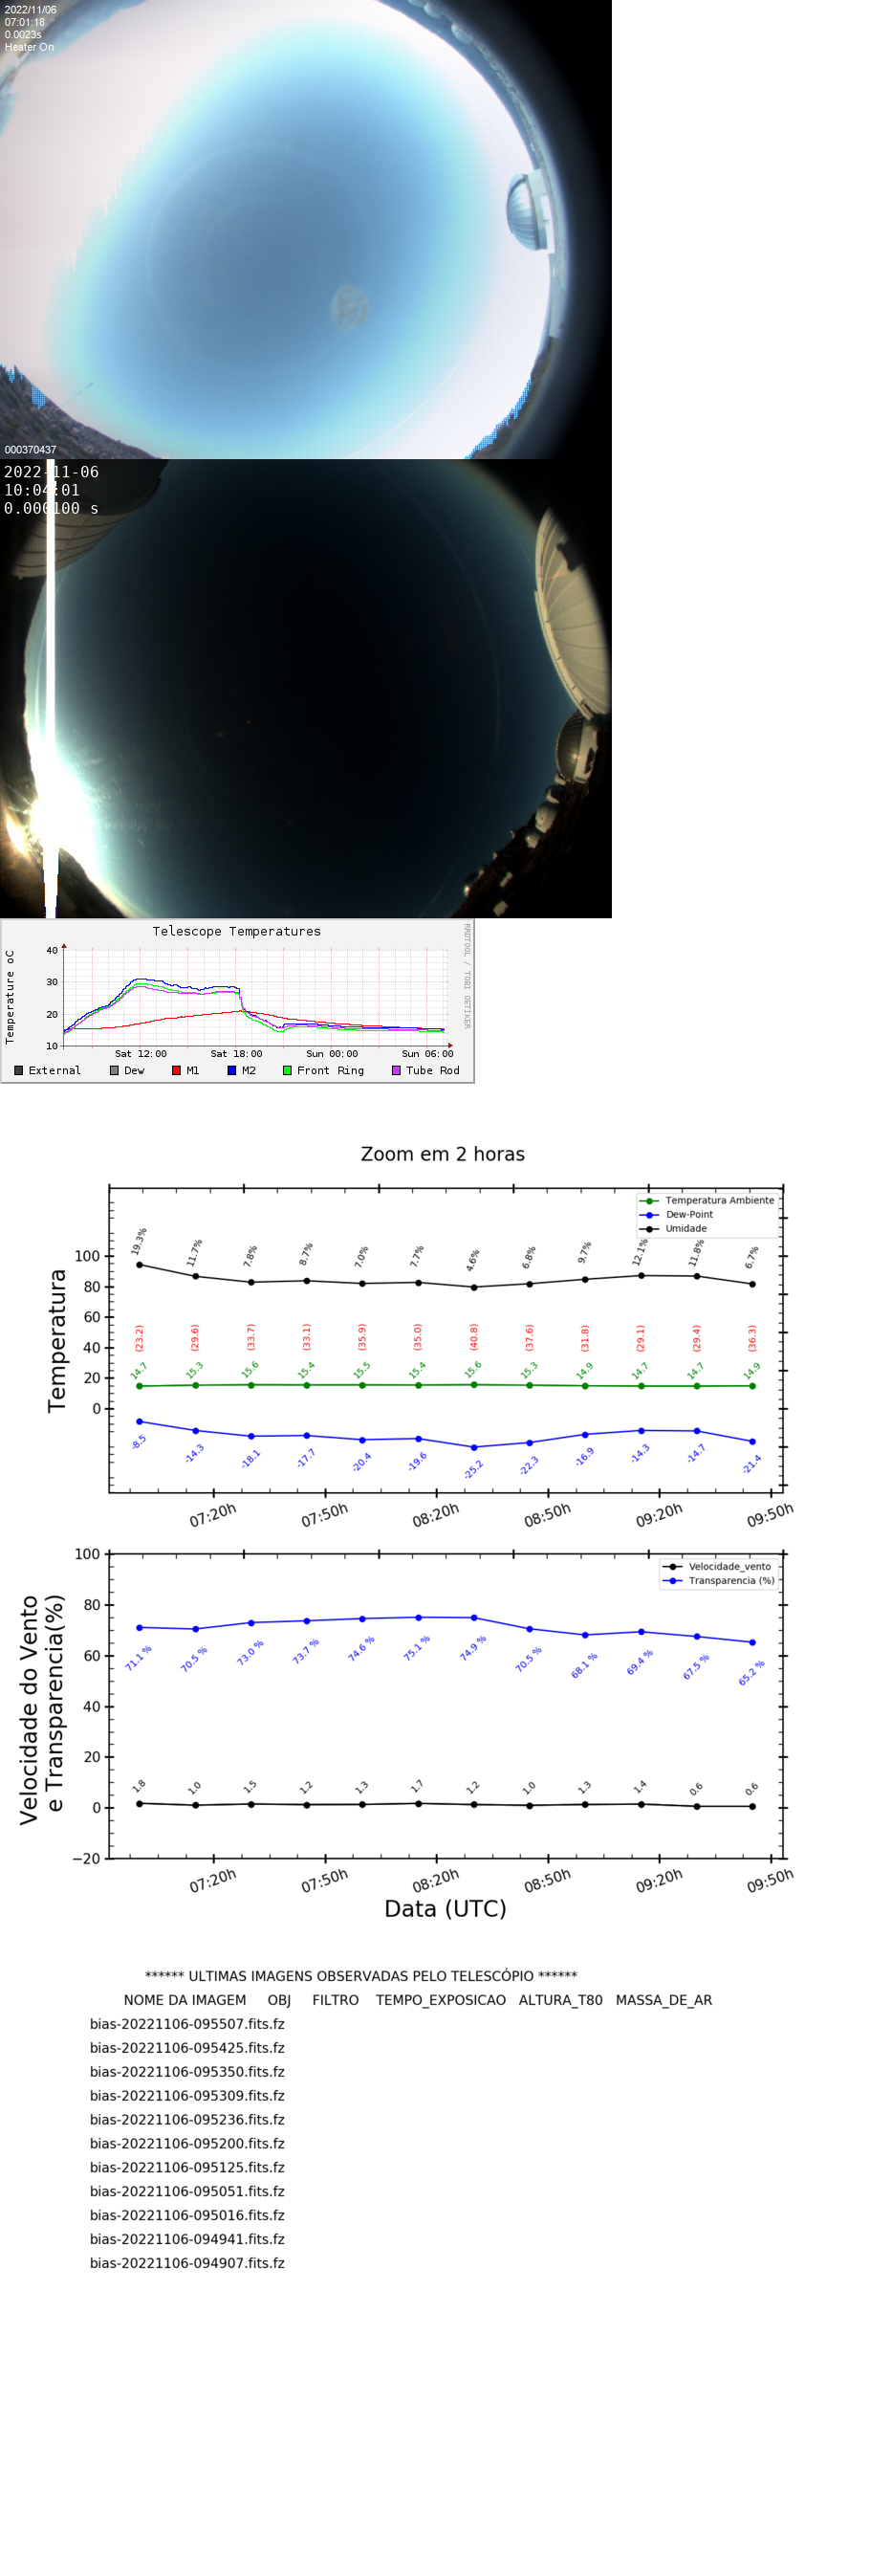 2022/11/06
07:01:18
0.0023s
Heater On
000370437
2022-11-06
10:04:01
0.000100 s
Telescope Temperatures
RRDTOOL / TOBI OETIKER
Temperature oC
40
30
20
10
Sat 12:00 Sat 18:00 Sun 00:00 Sun 06:00
External Dew M1 M2 Front Ring Tube Rod
Zoom em 2 horas
Temperatura Ambiente
Dew-Point
Umidade
Temperatura
100
80
60
40
20
0
19.3% 11.7% 7.8% 8.7% 7.0% 7.7% 4.6% 6.8% 9.7% 12.1% 11.8% 6.7%
(23.2) (29.6) (33.7) (33.1) (35.9) (35.0) (40.8) (37.6) (31.8) (29.1) (29.4) (36.3)
14.7 15.3 15.6 15.4 15.5 15.4 15.6 15.3 14.9 14.7 14.7 14.9
-8.5 -14.3 -18.1 -17.7 -20.4 -19.6 -25.2 -22.3 -16.9 -14.3 -14.7 -21.4
07:20h 07:50h 08:20h 08:50h 09:20h 09:50h
Velocidade_vento
Transparencia (%)
Velocidade do Vento
e Transparencia(%)
100
80
60
40
20
0
−20
71.1 % 70.5 % 73.0 % 73.7 % 74.6 % 75.1 % 74.9 % 70.5 % 68.1 % 69.4 % 67.5 % 65.2 %
1.8 1.0 1.5 1.2 1.3 1.7 1.2 1.0 1.3 1.4 0.6 0.6
07:20h 07:50h 08:20h 08:50h 09:20h 09:50h
Data (UTC)
****** ULTIMAS IMAGENS OBSERVADAS PELO TELESCÓPIO ******
NOME DA IMAGEM OBJ FILTRO TEMPO_EXPOSICAO ALTURA_T80 MASSA_DE_AR
bias-20221106-095507.fits.fz
bias-20221106-095425.fits.fz
bias-20221106-095350.fits.fz
bias-20221106-095309.fits.fz
bias-20221106-095236.fits.fz
bias-20221106-095200.fits.fz
bias-20221106-095125.fits.fz
bias-20221106-095051.fits.fz
bias-20221106-095016.fits.fz
bias-20221106-094941.fits.fz
bias-20221106-094907.fits.fz